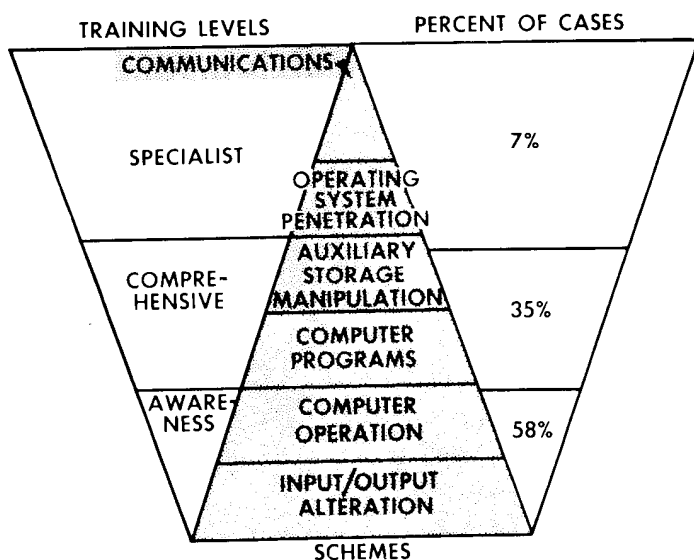 TRAINING LEVELS
PERCENT OF CASES
COMMUNICATIONS
SPECIALIST
7%
OPERATING
SYSTEM
PENETRATION
AUXILIARY
STORAGE
MANIPULATION
COMPRE-
HENSIVE
35%
COMPUTER
PROGRAMS
AWARE-
NESS
COMPUTER
OPERATION
58%
INPUT/OUTPUT
ALTERATION
SCHEMES